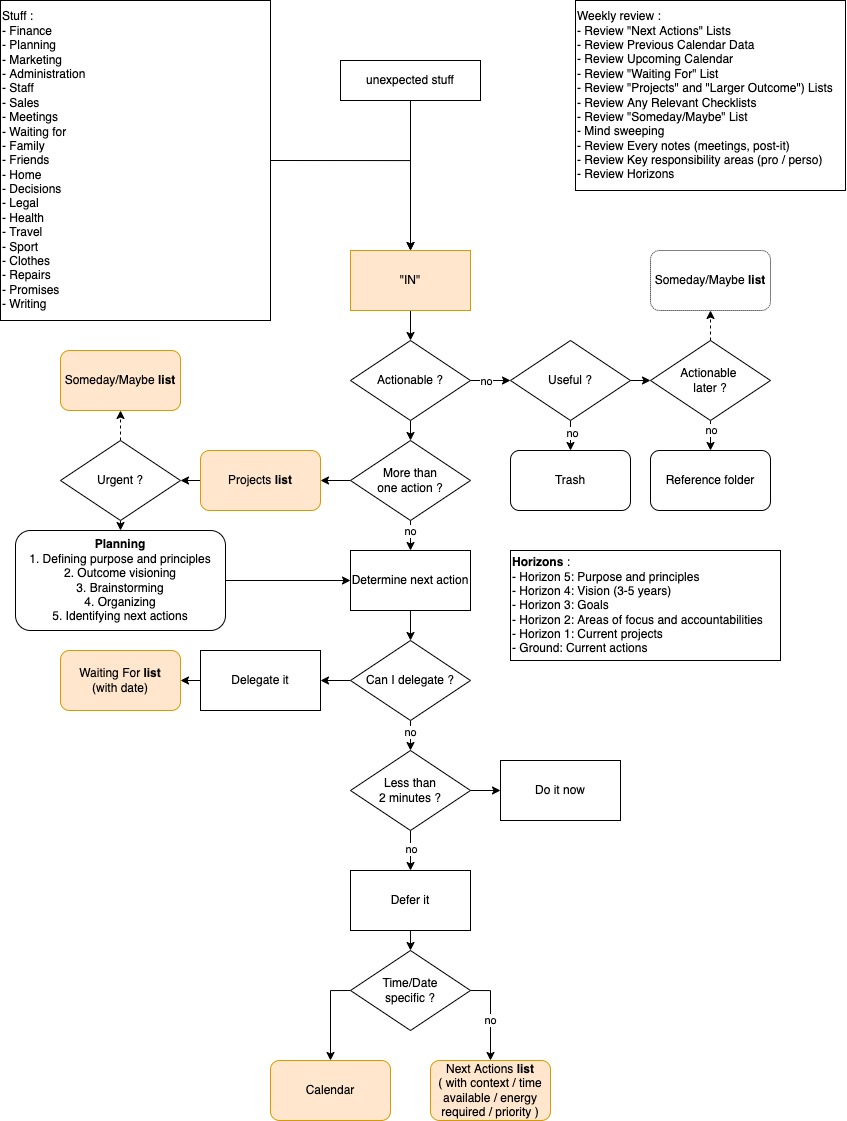 Stuff :
- Finance
- Planning
- Marketing
- Administration
- Staff
- Sales
- Meetings
- Waiting for
- Family
- Friends
- Home
- Decisions
- Legal
- Health
- Travel
- Sport
- Clothes
- Repairs
- Promises
- Writing
unexpected stuff
Weekly review :
- Review "Next Actions" Lists
- Review Previous Calendar Data
- Review Upcoming Calendar
- Review "Waiting For" List
- Review "Projects" and "Larger Outcome") Lists
- Review Any Relevant Checklists
- Review "Someday/Maybe" List
- Mind sweeping
- Review Every notes (meetings, post-it)
- Review Key responsibility areas (pro / perso)
- Review Horizons
"IN"
Someday/Maybe list
Actionable ?
no
Useful ?
Actionable
later ?
Someday/Maybe list
no
no
Trash
Reference folder
More than
one action ?
Projects list
Urgent ?
no
Planning
1. Defining purpose and principles
2. Outcome visioning
3. Brainstorming
4. Organizing
5. Identifying next actions
Determine next action
Horizons :
- Horizon 5: Purpose and principles
- Horizon 4: Vision (3-5 years)
- Horizon 3: Goals
- Horizon 2: Areas of focus and accountabilities
- Horizon 1: Current projects
- Ground: Current actions
Waiting For list
(with date)
Delegate it
Can I delegate ?
no
Less than
2 minutes ?
Do it now
no
Defer it
Time/Date
specific ?
no
Calendar
Next Actions list
( with context / time
available / energy
required / priority )